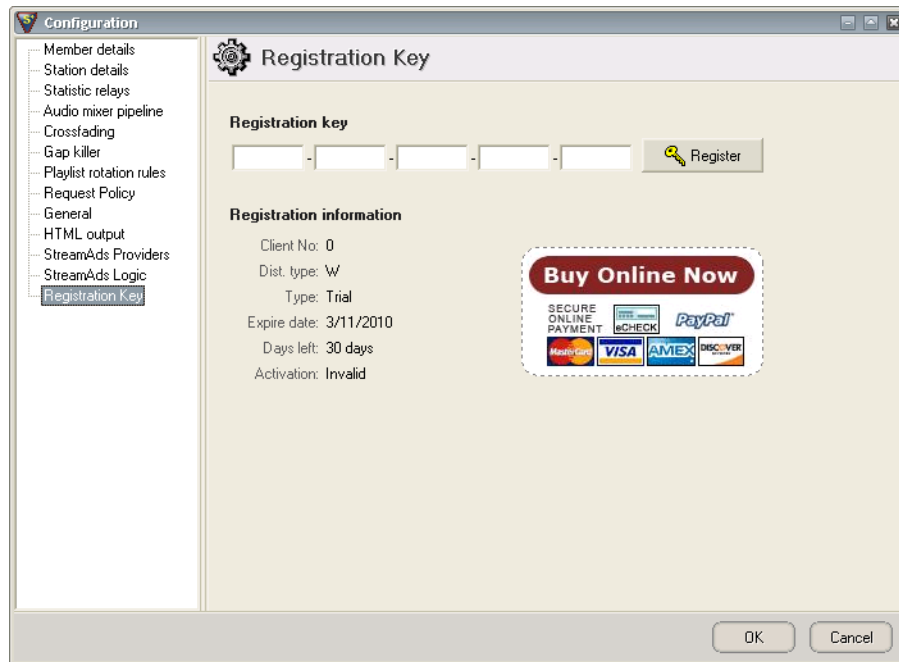 Configuration
Member details
Station details
Statistic relays
Audio mixer pipeline
Crossfading
Gap killer
Playlist rotation rules
Request Policy
General
HTML output
StreamAds Providers
StreamAds Logic
Registration Key
Registration Key
Registration key
- - - - Register
Registration information
Client No: 0
Dist. type: W
Type: Trial
Expire date: 3/11/2010
Days left: 30 days
Activation: Invalid
Buy Online Now
SECURE
ONLINE
PAYMENT
eCHECK
PayPal
MasterCard VISA AMEX DISCOVER
OK Cancel